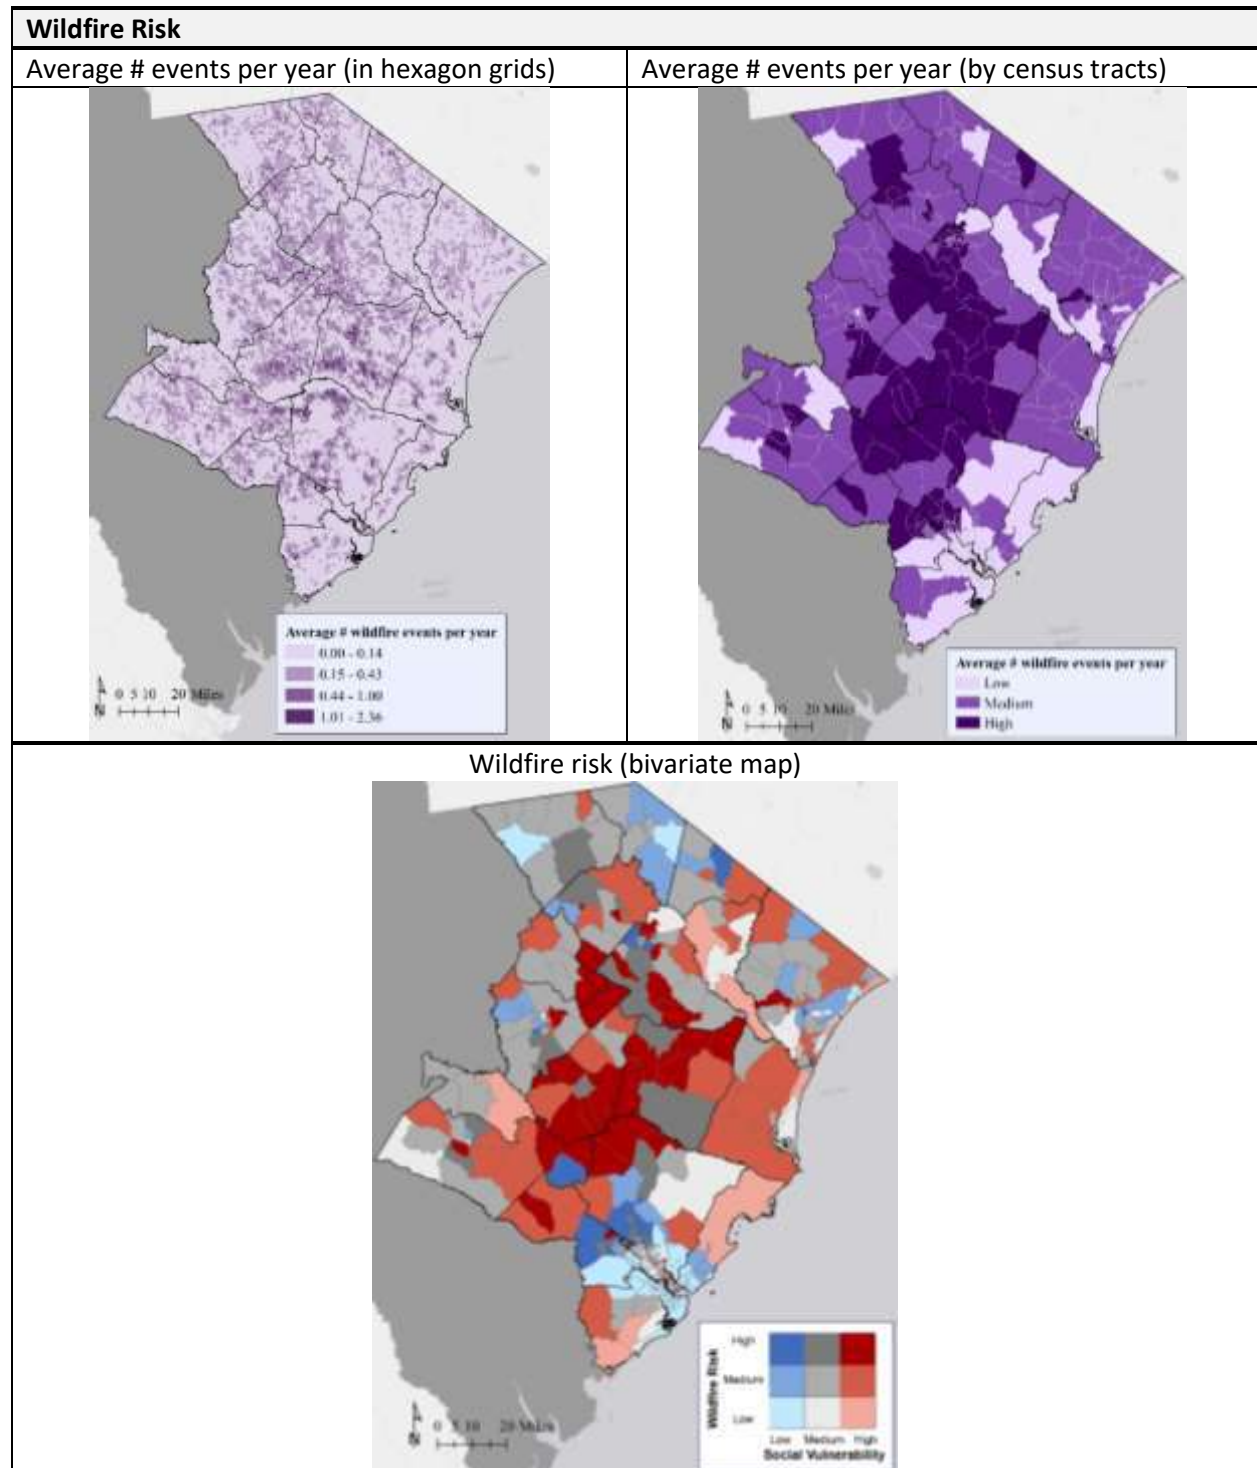 Wildfire Risk
Average # events per year (in hexagon grids)
Average # events per year (by census tracts)
Average # wildfire events per year
0.00 - 0.14
0.15 - 0.43
0.44 - 1.00
1.01 - 2.36
0 5 10 20 Miles
N
Average # wildfire events per year
Low
Medium
High
0 5 10 20 Miles
N
Wildfire risk (bivariate map)
High
Medium
Low
Wildfire Risk
Low Medium High
Social Vulnerability
0 5 10 20 Miles
N